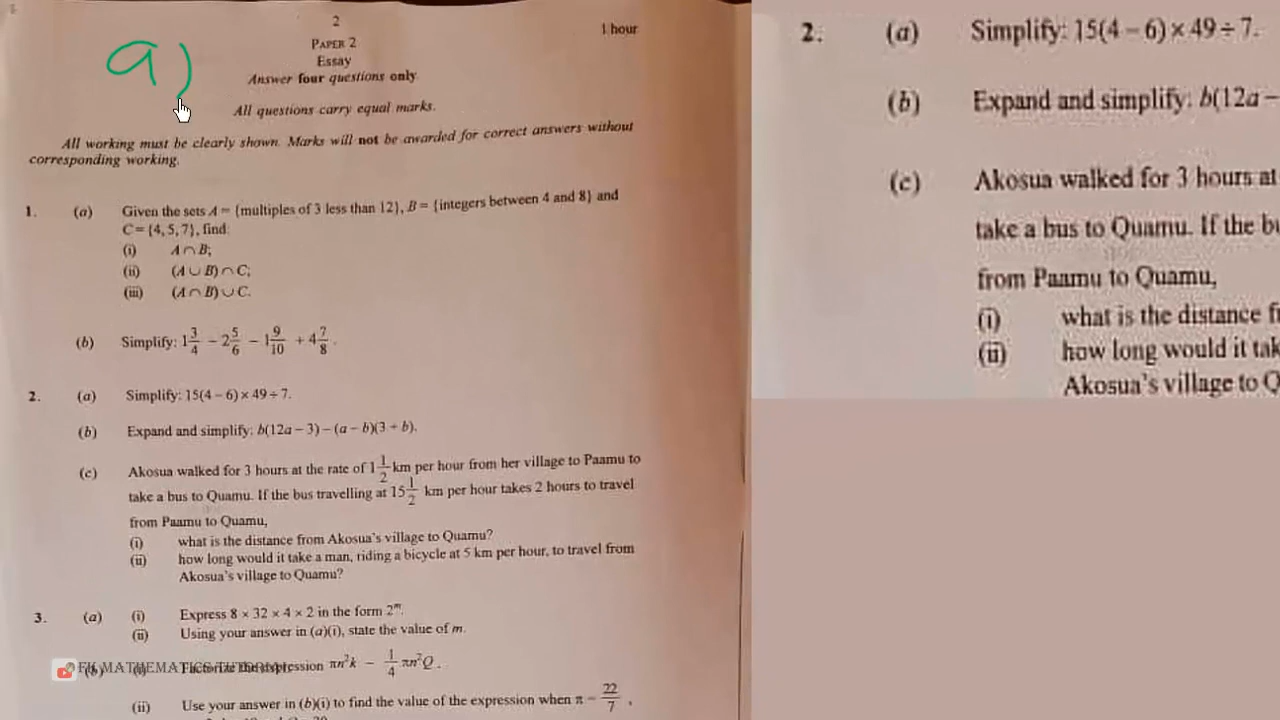 2
PAPER 2
1 hour
Essay
Answer four questions only
All questions carry equal marks.
All working must be clearly shown. Marks will not be awarded for correct answers without
corresponding working.
a)
1. (a) Given the sets A = {multiples of 3 less than 12}, B = {integers between 4 and 8} and
C = {4, 5, 7}, find:
(i) A ∩ B;
(ii) (A ∪ B) ∩ C;
(iii) (A ∩ B) ∪ C.
(b) Simplify: 1 3/4 − 2 5/6 − 1 9/10 + 4 7/8.
2. (a) Simplify: 15(4 − 6) × 49 ÷ 7.
(b) Expand and simplify: b(12a − 3) − (a − b)(3 + b).
(c) Akosua walked for 3 hours at the rate of 1 1/2 km per hour from her village to Paamu to
take a bus to Quamu. If the bus travelling at 15 1/2 km per hour takes 2 hours to travel
from Paamu to Quamu,
(i) what is the distance from Akosua's village to Quamu?
(ii) how long would it take a man, riding a bicycle at 5 km per hour, to travel from
Akosua's village to Quamu?
3. (a) (i) Express 8 × 32 × 4 × 2 in the form 2^m.
(ii) Using your answer in (a)(i), state the value of m.
(b) (i) Factorize the expression πn²k − 1/4 πn²Q.
(ii) Use your answer in (b)(i) to find the value of the expression when π = 22/7,
MATHEMATICS
2. (a) Simplify: 15(4 − 6) × 49 ÷ 7.
(b) Expand and simplify: b(12a −
(c) Akosua walked for 3 hours at
take a bus to Quamu. If the bu
from Paamu to Quamu,
(i) what is the distance f
(ii) how long would it tak
Akosua's village to Q